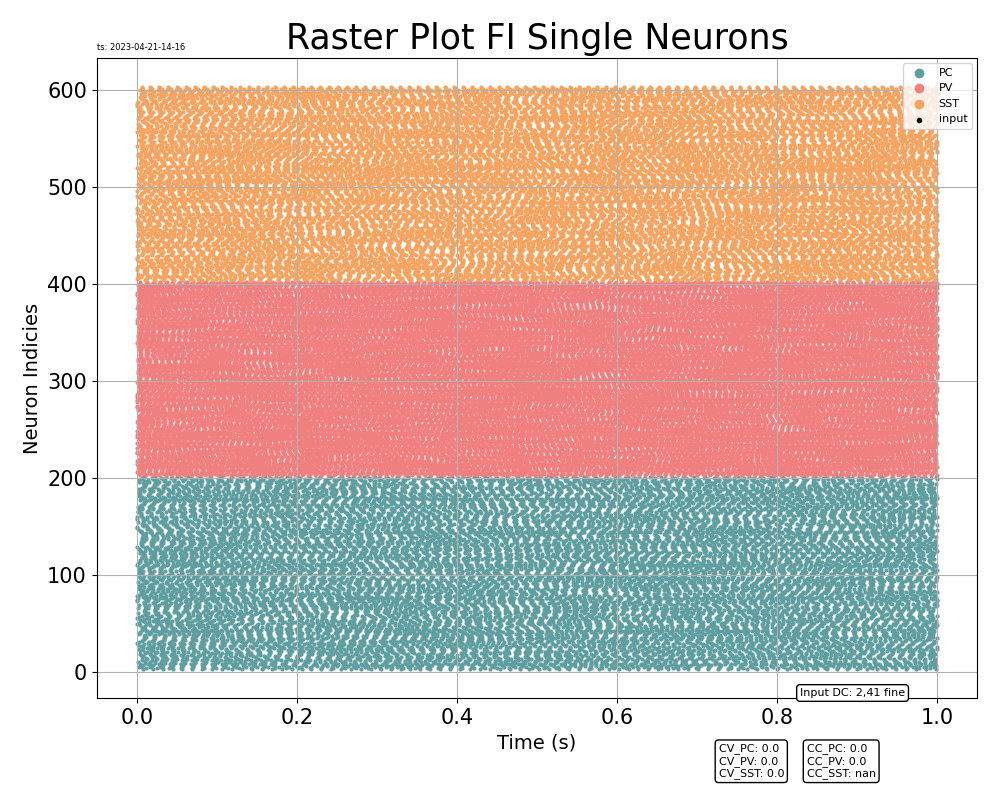 Raster Plot FI Single Neurons
ts: 2023-04-21-14-16
PC
PV
SST
input
600
500
400
300
200
100
0
Neuron Indicies
0.0 0.2 0.4 0.6 0.8 1.0
Time (s)
Input DC: 2,41 fine
CV_PC: 0.0
CV_PV: 0.0
CV_SST: 0.0
CC_PC: 0.0
CC_PV: 0.0
CC_SST: nan